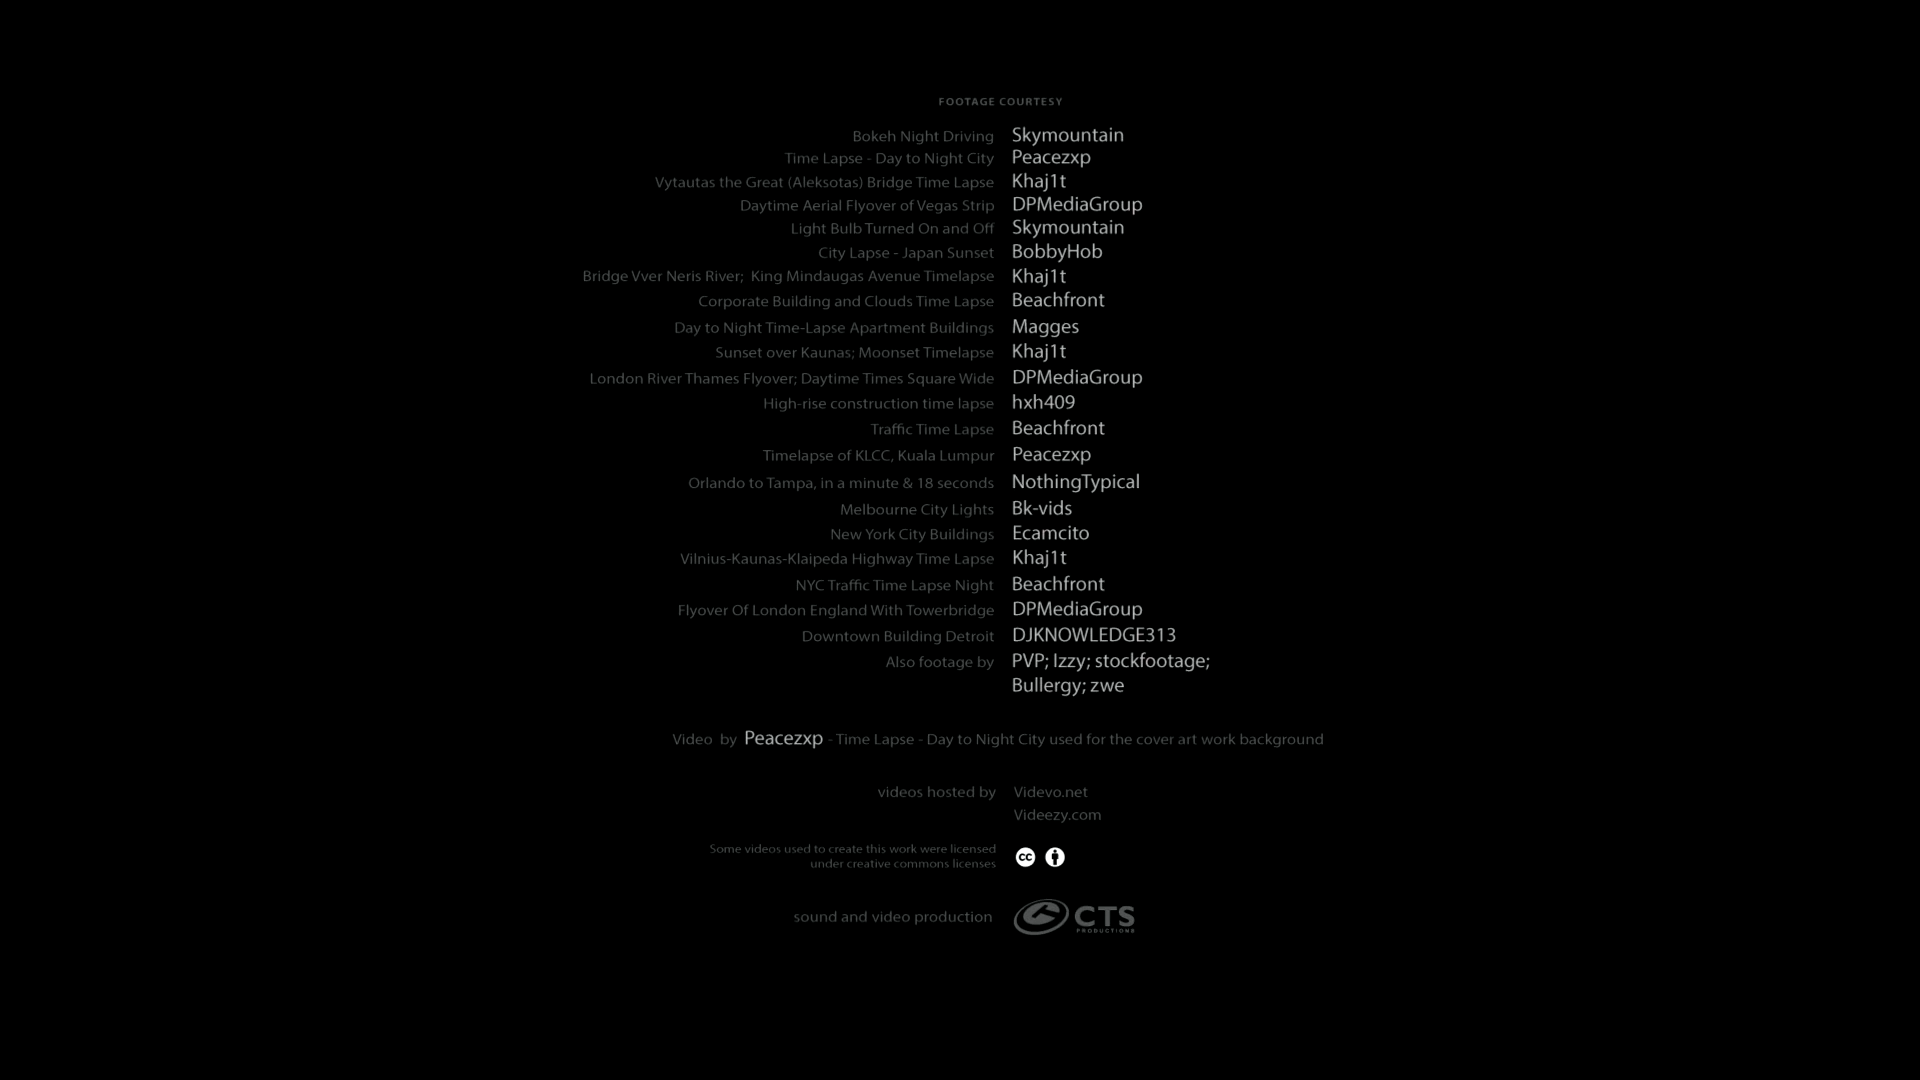 FOOTAGE COURTESY
Bokeh Night Driving Skymountain
Time Lapse - Day to Night City Peacezxp
Vytautas the Great (Aleksotas) Bridge Time Lapse Khaj1t
Daytime Aerial Flyover of Vegas Strip DPMediaGroup
Light Bulb Turned On and Off Skymountain
City Lapse - Japan Sunset BobbyHob
Bridge Vver Neris River; King Mindaugas Avenue Timelapse Khaj1t
Corporate Building and Clouds Time Lapse Beachfront
Day to Night Time-Lapse Apartment Buildings Magges
Sunset over Kaunas; Moonset Timelapse Khaj1t
London River Thames Flyover; Daytime Times Square Wide DPMediaGroup
High-rise construction time lapse hxh409
Traffic Time Lapse Beachfront
Timelapse of KLCC, Kuala Lumpur Peacezxp
Orlando to Tampa, in a minute & 18 seconds NothingTypical
Melbourne City Lights Bk-vids
New York City Buildings Ecamcito
Vilnius-Kaunas-Klaipeda Highway Time Lapse Khaj1t
NYC Traffic Time Lapse Night Beachfront
Flyover Of London England With Towerbridge DPMediaGroup
Downtown Building Detroit DJKNOWLEDGE313
Also footage by PVP; Izzy; stockfootage;
Bullergy; zwe
Video by Peacezxp - Time Lapse - Day to Night City used for the cover art work background
videos hosted by Videvo.net
Videezy.com
Some videos used to create this work were licensed
under creative commons licenses
cc
sound and video production CTS
PRODUCTIONS